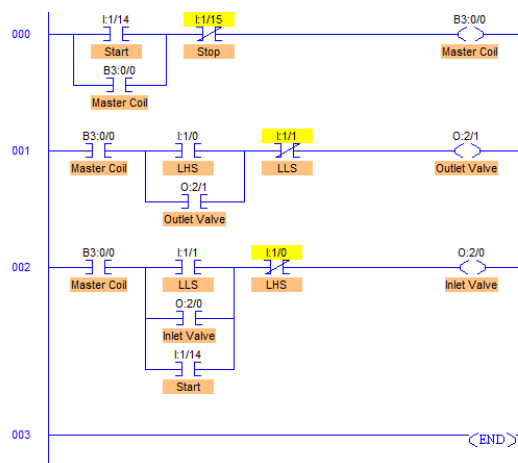 I:1/14 I:1/15 B3:0/0
000
Start Stop Master Coil
B3:0/0
Master Coil
B3:0/0 I:1/0 I:1/1 O:2/1
001
Master Coil LHS LLS Outlet Valve
O:2/1
Outlet Valve
B3:0/0 I:1/1 I:1/0 O:2/0
002
Master Coil LLS LHS Inlet Valve
O:2/0
Inlet Valve
I:1/14
Start
003 END